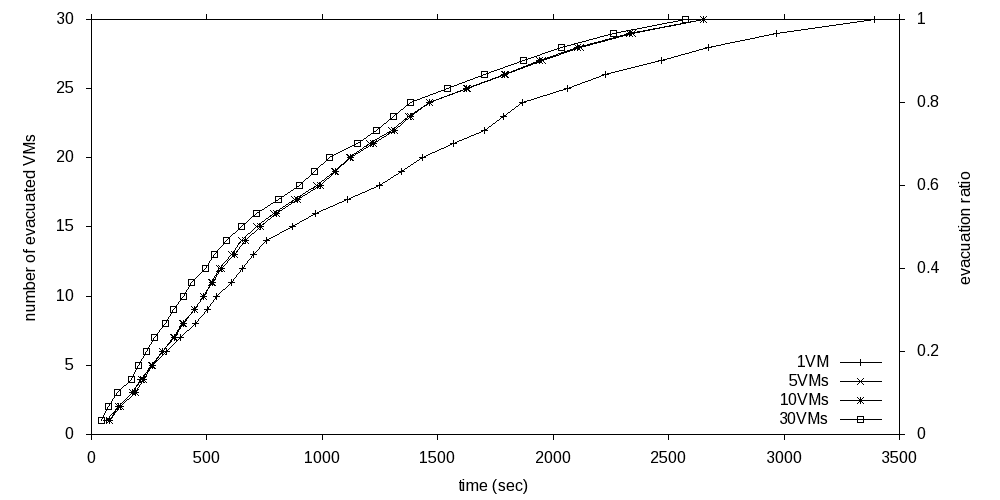 30
25
20
15
10
5
0
number of evacuated VMs
1
0.8
0.6
0.4
0.2
0
evacuation ratio
1VM
5VMs
10VMs
30VMs
0 500 1000 1500 2000 2500 3000 3500
time (sec)